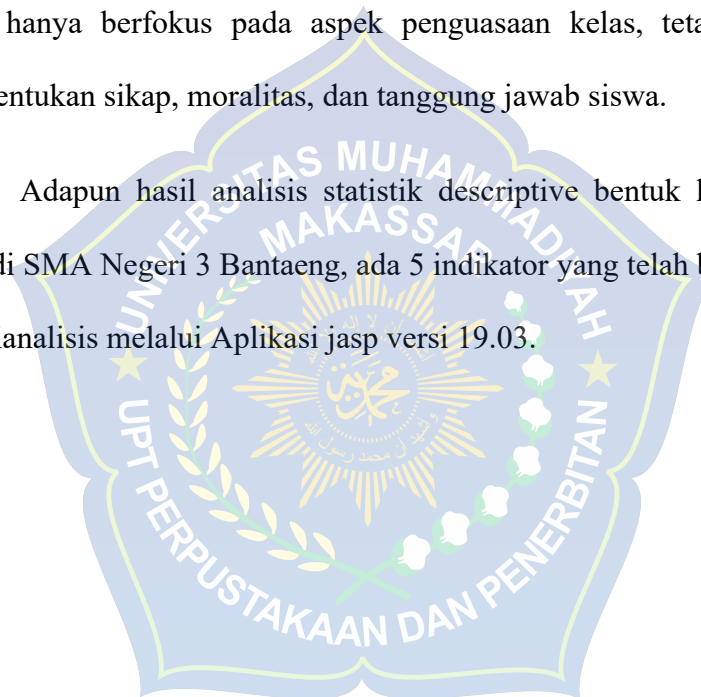 hanya berfokus pada aspek penguasaan kelas, teta
entukan sikap, moralitas, dan tanggung jawab siswa.
Adapun hasil analisis statistik descriptive bentuk
di SMA Negeri 3 Bantaeng, ada 5 indikator yang telah
analisis melalui Aplikasi jasp versi 19.03.
UNIVERSITAS MUHAMMADIYAH
MAKASSAR
UPT PERPUSTAKAAN DAN PENERBITAN